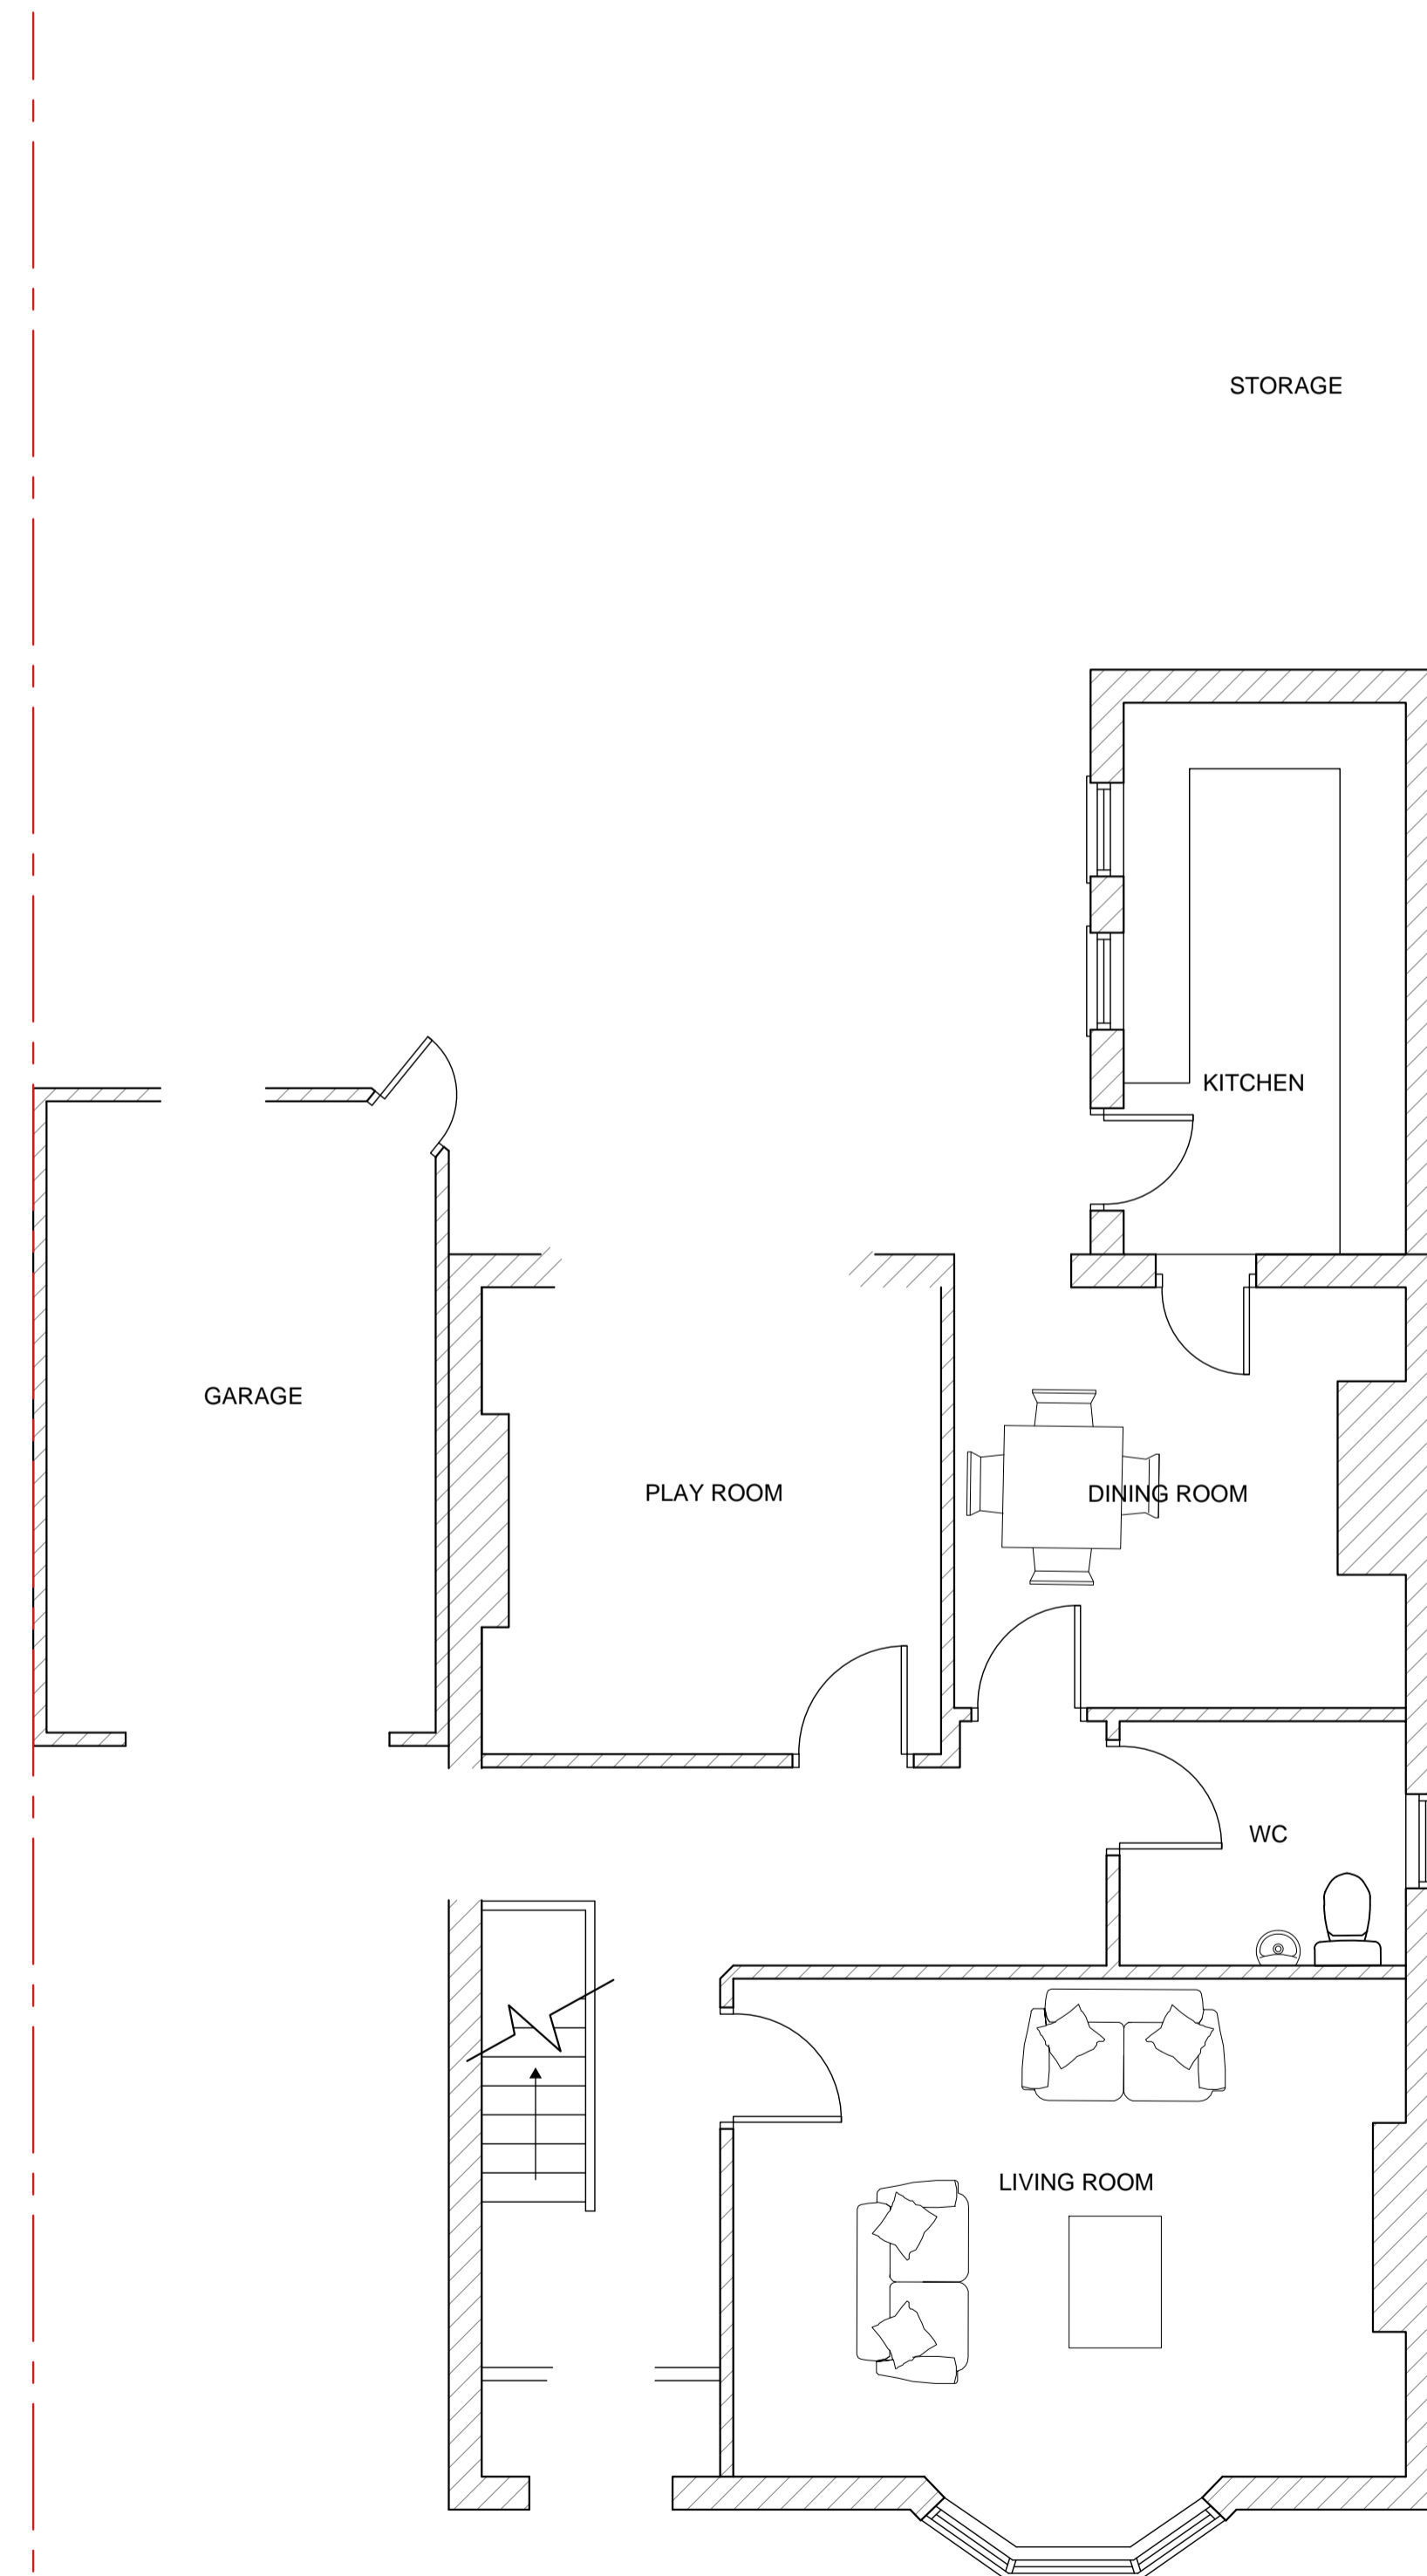 STORAGE
KITCHEN
GARAGE
PLAY ROOM
DINING ROOM
WC
LIVING ROOM